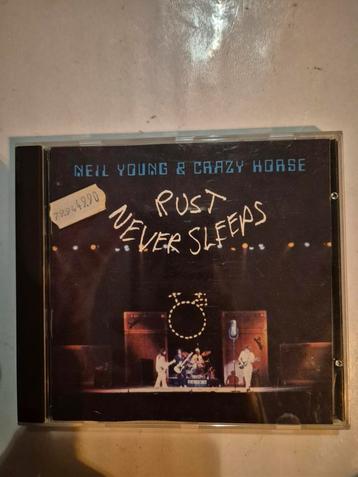 NEIL YOUNG & CRAZY HORSE
RUST
NEVER SLEEPS